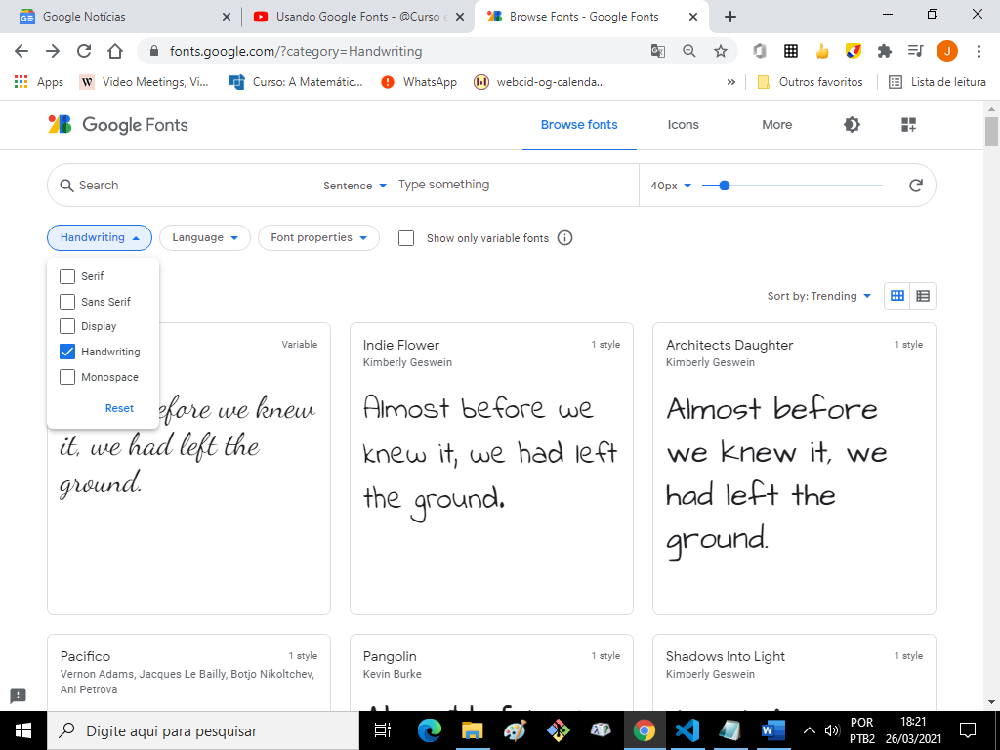 Google Notícias
Usando Google Fonts - @Curso e
Browse Fonts - Google Fonts
fonts.google.com/?category=Handwriting
J
Apps
W Video Meetings, Vi...
Curso: A Matemátic...
WhatsApp
webcid-og-calenda...
»
Outros favoritos
Lista de leitura
Google Fonts
Browse fonts
Icons
More
Search
Sentence
Type something
40px
Handwriting
Language
Font properties
Show only variable fonts
Serif
Sans Serif
Display
Handwriting
Monospace
Reset
Sort by: Trending
Variable
efore we knew
it, we had left the
ground.
Indie Flower
1 style
Kimberly Geswein
Almost before we
knew it, we had left
the ground.
Architects Daughter
1 style
Kimberly Geswein
Almost before
we knew it, we
had left the
ground.
Pacifico
1 style
Vernon Adams, Jacques Le Bailly, Botjo Nikoltchev,
Ani Petrova
Pangolin
1 style
Kevin Burke
Shadows Into Light
1 style
Kimberly Geswein
Digite aqui para pesquisar
POR
PTB2
18:21
26/03/2021